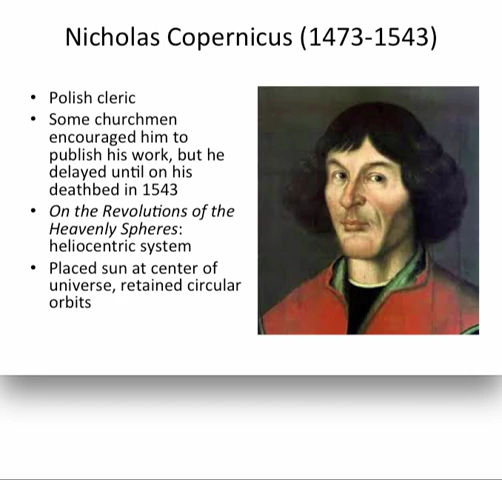 Nicholas Copernicus (1473-1543)
• Polish cleric
• Some churchmen
encouraged him to
publish his work, but he
delayed until on his
deathbed in 1543
• On the Revolutions of the
Heavenly Spheres:
heliocentric system
• Placed sun at center of
universe, retained circular
orbits